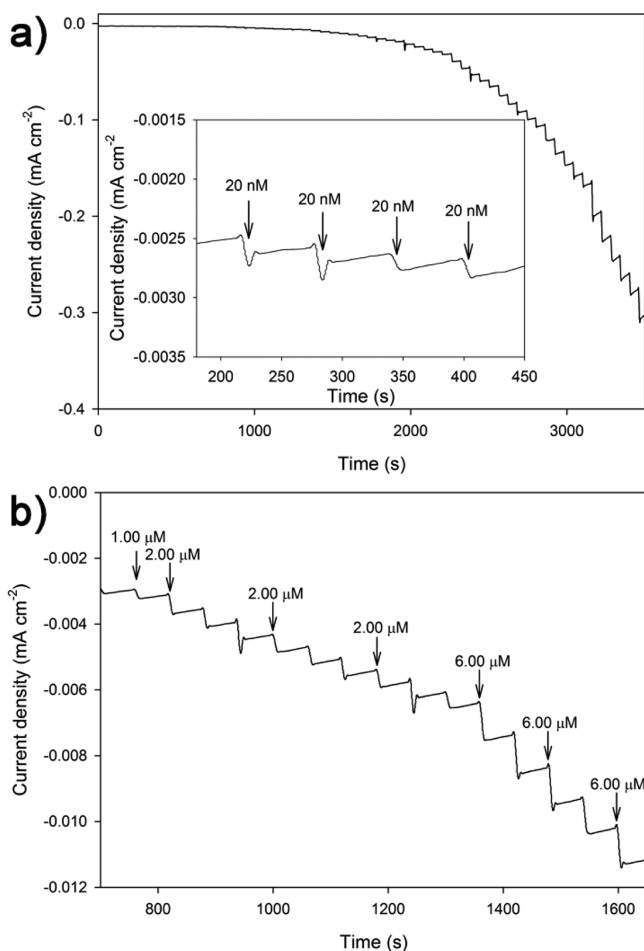 a)
0.0
-0.1
-0.2
-0.3
-0.4
Current density (mA cm-2)
0 1000 2000 3000
Time (s)
-0.0015
-0.0020
-0.0025
-0.0030
-0.0035
Current density (mA cm-2)
20 nM 20 nM 20 nM 20 nM
200 250 300 350 400 450
Time (s)
b)
0.000
-0.002
-0.004
-0.006
-0.008
-0.010
-0.012
Current density (mA cm-2)
1.00 μM
2.00 μM
2.00 μM
2.00 μM
6.00 μM
6.00 μM
6.00 μM
800 1000 1200 1400 1600
Time (s)